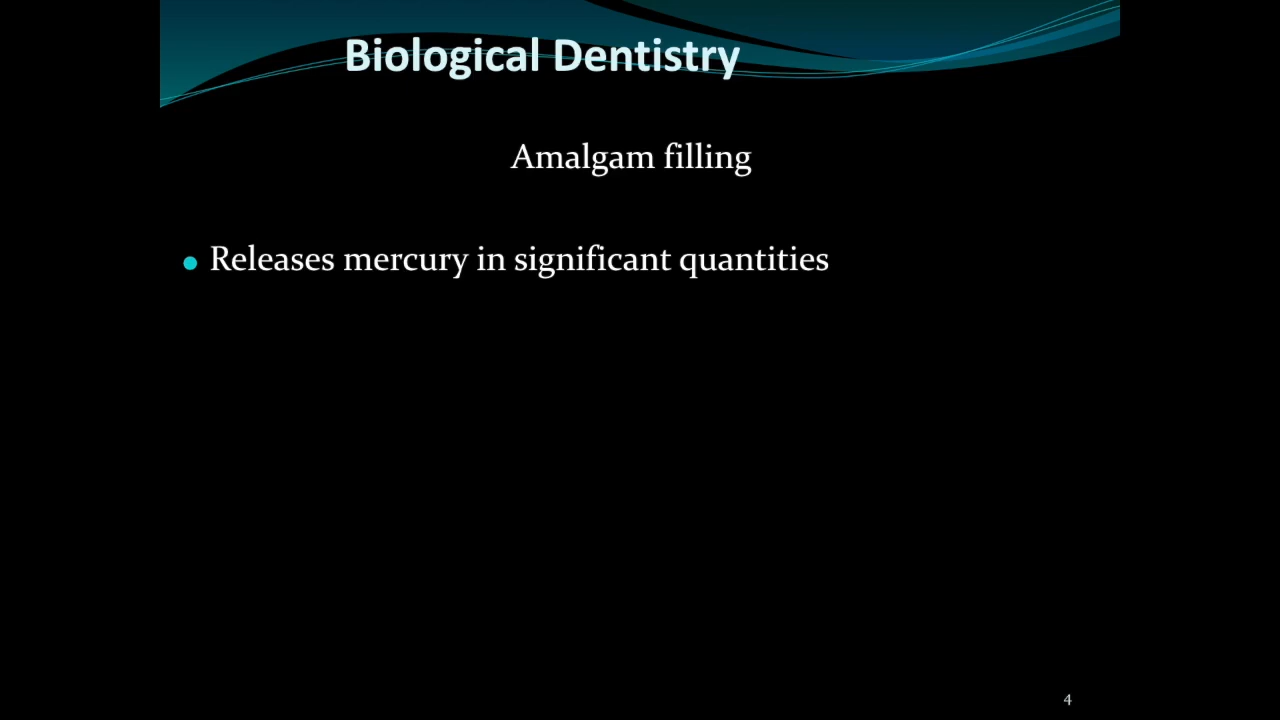 Biological Dentistry
Amalgam filling
Releases mercury in significant quantities
4